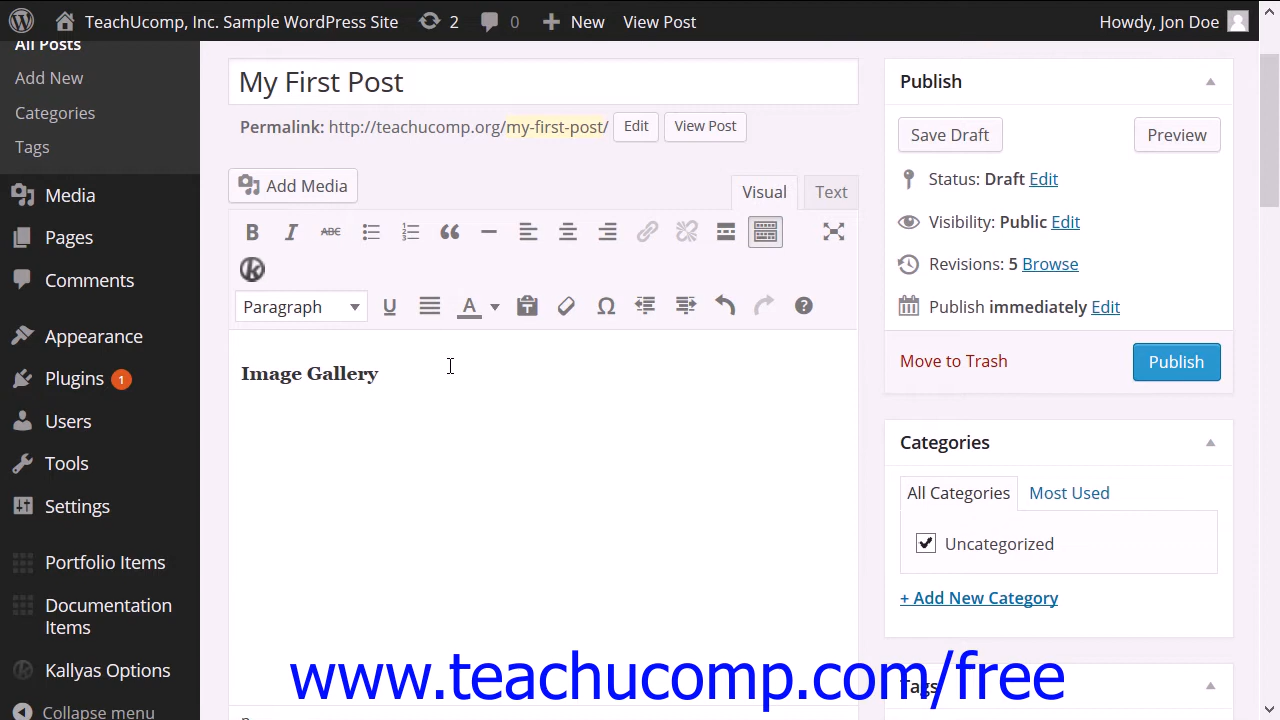 TeachUcomp, Inc. Sample WordPress Site 2 0 New View Post Howdy, Jon Doe
All Posts
Add New
Categories
Tags
Media
Pages
Comments
Appearance
Plugins 1
Users
Tools
Settings
Portfolio Items
Documentation
Items
Kallyas Options
Collapse menu
My First Post
Permalink: http://teachucomp.org/my-first-post/ Edit View Post
Add Media
Visual Text
B I ABC
Paragraph U A Ω ?
Image Gallery
Publish
Save Draft Preview
Status: Draft Edit
Visibility: Public Edit
Revisions: 5 Browse
Publish immediately Edit
Move to Trash Publish
Categories
All Categories Most Used
Uncategorized
+ Add New Category
Tags
www.teachucomp.com/free